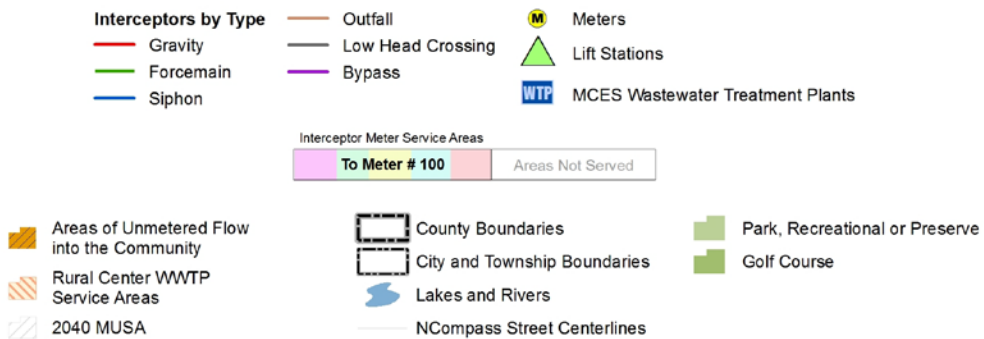 Interceptors by Type
Gravity
Forcemain
Siphon
Outfall
Low Head Crossing
Bypass
M Meters
Lift Stations
WTP MCES Wastewater Treatment Plants
Interceptor Meter Service Areas
To Meter # 100
Areas Not Served
Areas of Unmetered Flow
into the Community
Rural Center WWTP
Service Areas
2040 MUSA
County Boundaries
City and Township Boundaries
Lakes and Rivers
NCompass Street Centerlines
Park, Recreational or Preserve
Golf Course